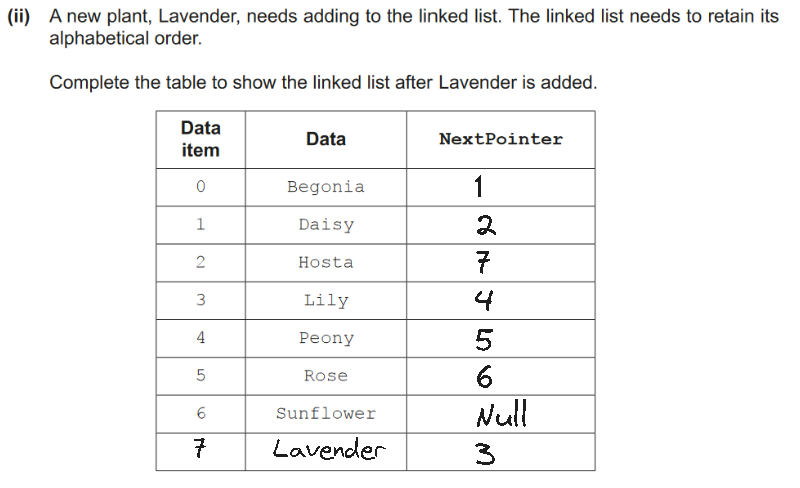 (ii) A new plant, Lavender, needs adding to the linked list. The linked list needs to retain its
alphabetical order.
Complete the table to show the linked list after Lavender is added.
Data item Data NextPointer
0 Begonia 1
1 Daisy 2
2 Hosta 7
3 Lily 4
4 Peony 5
5 Rose 6
6 Sunflower Null
7 Lavender 3